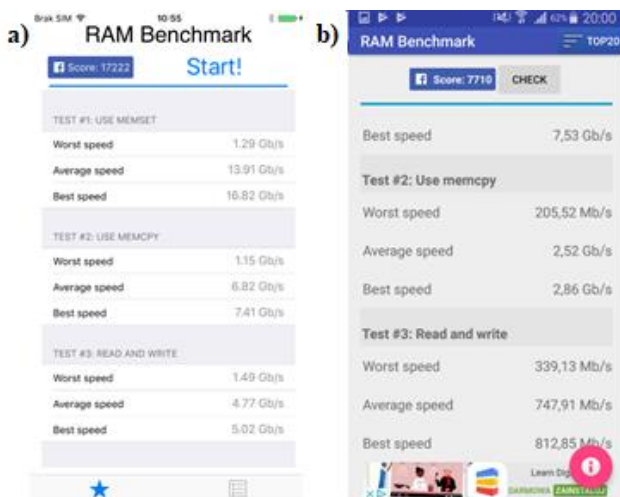 a)
Brak SIM 10:55
RAM Benchmark
Score: 17222 Start!
TEST #1: USE MEMSET
Worst speed 1.29 Gb/s
Average speed 13.91 Gb/s
Best speed 16.82 Gb/s
TEST #2: USE MEMCPY
Worst speed 1.15 Gb/s
Average speed 6.82 Gb/s
Best speed 7.41 Gb/s
TEST #3: READ AND WRITE
Worst speed 1.49 Gb/s
Average speed 4.77 Gb/s
Best speed 5.02 Gb/s
b)
62% 20:00
RAM Benchmark TOP20
Score: 7710 CHECK
Best speed 7,53 Gb/s
Test #2: Use memcpy
Worst speed 205,52 Mb/s
Average speed 2,52 Gb/s
Best speed 2,86 Gb/s
Test #3: Read and write
Worst speed 339,13 Mb/s
Average speed 747,91 Mb/s
Best speed 812,85 Mb/s
Learn
DARMOWA ZAINSTALUJ